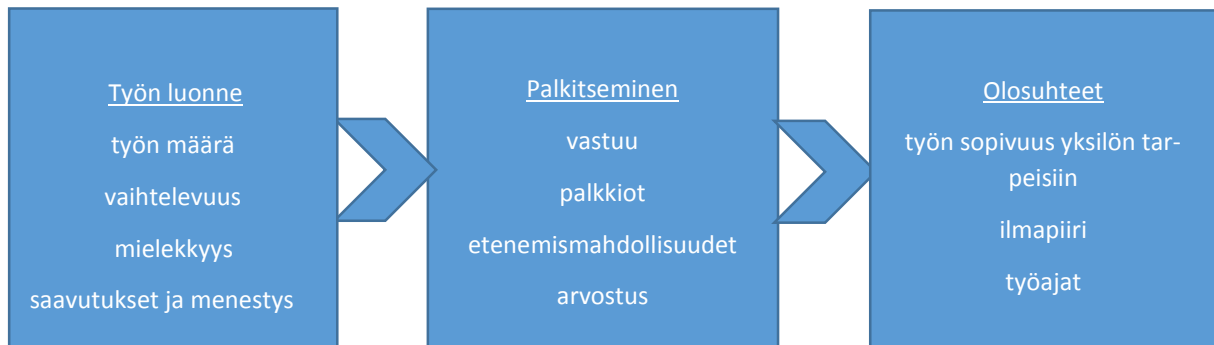 Työn luonne
työn määrä
vaihtelevuus
mielekkyys
saavutukset ja menestys
Palkitseminen
vastuu
palkkiot
etenemismahdollisuudet
arvostus
Olosuhteet
työn sopivuus yksilön tar-
peisiin
ilmapiiri
työajat